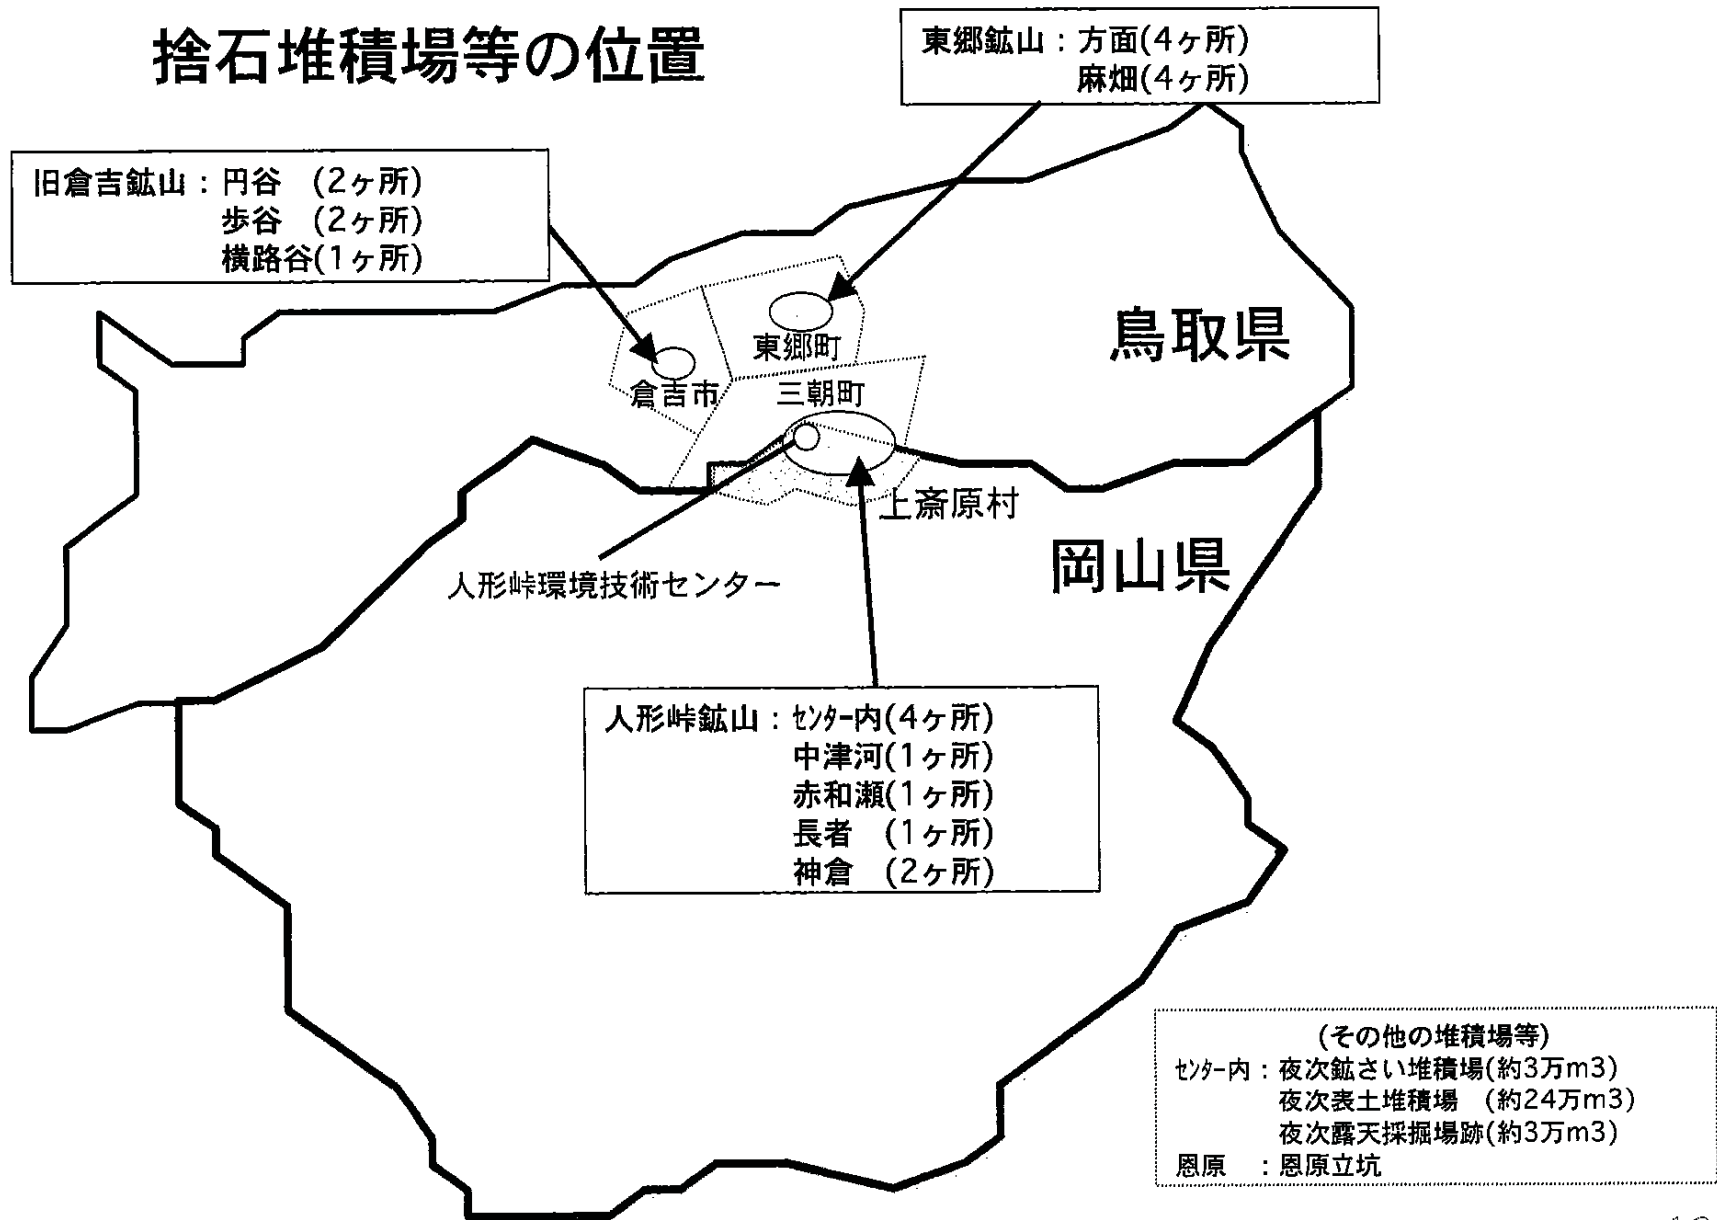 捨石堆積場等の位置
東郷鉱山：方面(4ヶ所)
麻畑(4ヶ所)
旧倉吉鉱山：円谷　(2ヶ所)
歩谷　(2ヶ所)
横路谷(1ヶ所)
鳥取県
東郷町
倉吉市
三朝町
上斎原村
岡山県
人形峠環境技術センター
人形峠鉱山：ｾﾝﾀｰ内(4ヶ所)
中津河(1ヶ所)
赤和瀬(1ヶ所)
長者　(1ヶ所)
神倉　(2ヶ所)
(その他の堆積場等)
ｾﾝﾀｰ内：夜次鉱さい堆積場(約3万m3)
夜次表土堆積場　(約24万m3)
夜次露天採掘場跡(約3万m3)
恩原　：恩原立坑